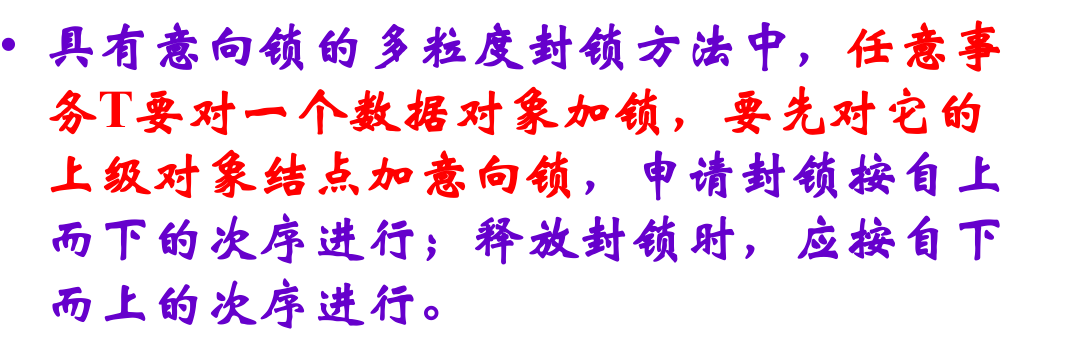 • 具有意向锁的多粒度封锁方法中，任意事
务T要对一个数据对象加锁，要先对它的
上级对象结点加意向锁，申请封锁按自上
而下的次序进行；释放封锁时，应按自下
而上的次序进行。